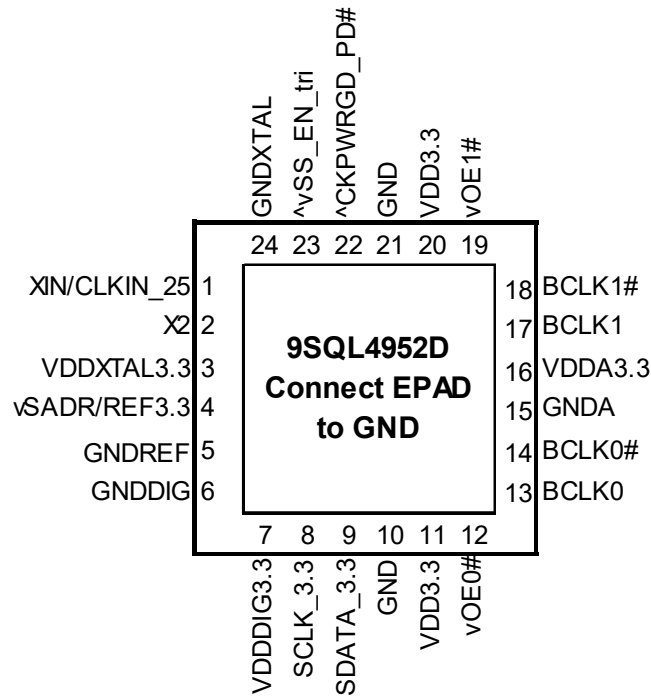 GNDXTAL
^vSS_EN_tri
^CKPWRGD_PD#
GND
VDD3.3
vOE1#
24 23 22 21 20 19
XIN/CLKIN_25 1
X2 2
VDDXTAL3.3 3
vSADR/REF3.3 4
GNDREF 5
GNDDIG 6
9SQL4952D
Connect EPAD
to GND
18 BCLK1#
17 BCLK1
16 VDDA3.3
15 GNDA
14 BCLK0#
13 BCLK0
7 8 9 10 11 12
VDDDIG3.3
SCLK_3.3
SDATA_3.3
GND
VDD3.3
vOE0#